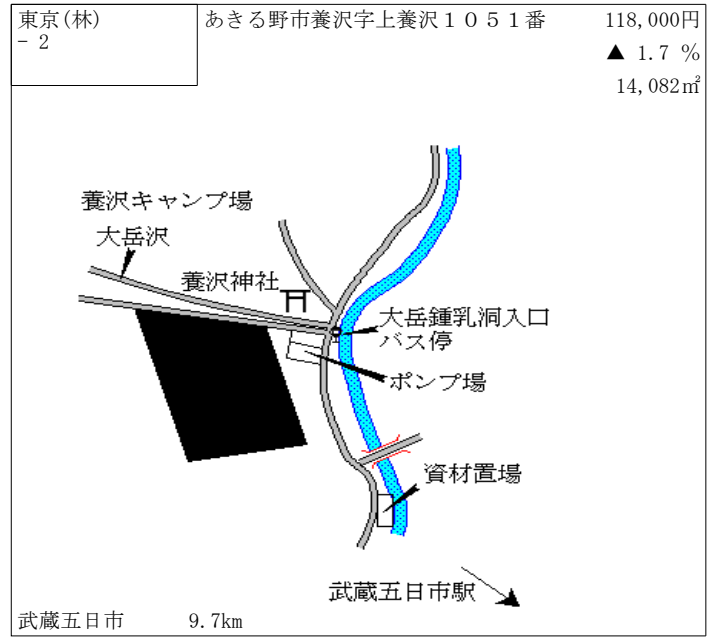 東京(林)
－2
あきる野市養沢字上養沢１０５１番
118,000円
▲ 1.7 %
14,082㎡
養沢キャンプ場
大岳沢
養沢神社
大岳鍾乳洞入口
バス停
ポンプ場
資材置場
武蔵五日市駅
武蔵五日市 9.7km